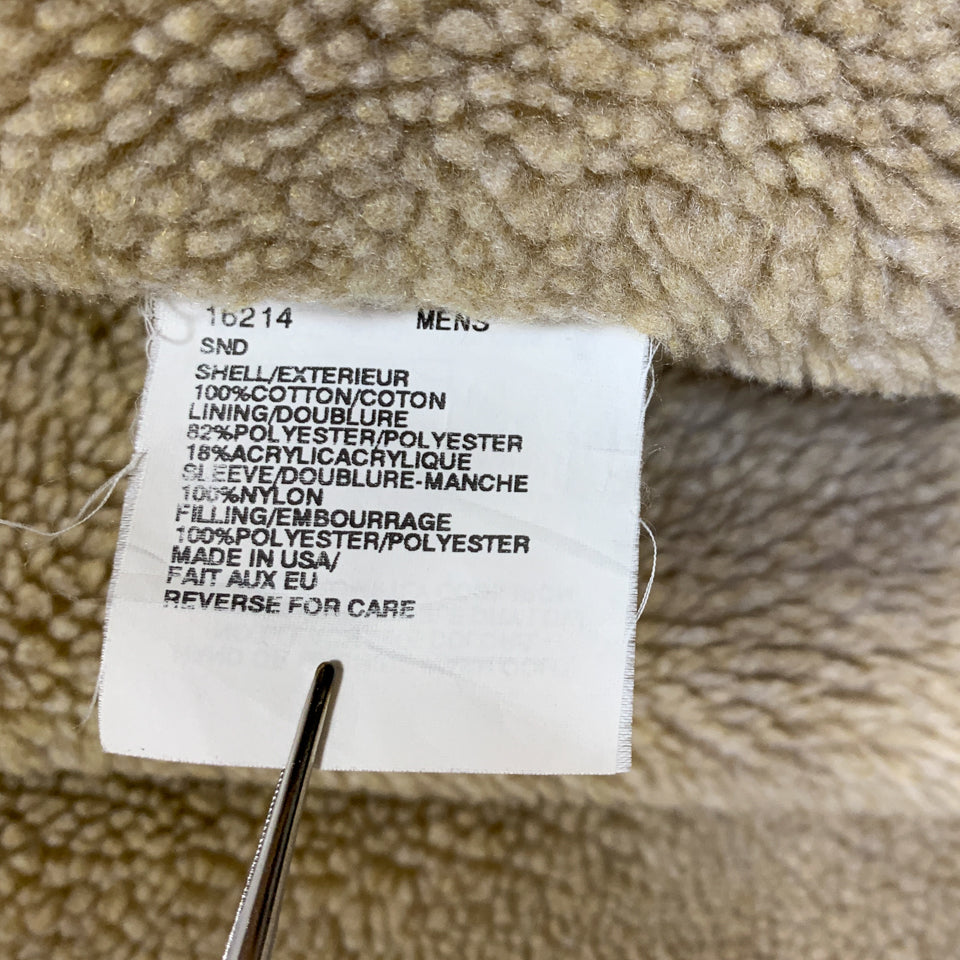 16214 MENS
SND
SHELL/EXTERIEUR
100%COTTON/COTON
LINING/DOUBLURE
82%POLYESTER/POLYESTER
18%ACRYLICACRYLIQUE
SLEEVE/DOUBLURE-MANCHE
100%NYLON
FILLING/EMBOURRAGE
100%POLYESTER/POLYESTER
MADE IN USA/
FAIT AUX EU
REVERSE FOR CARE